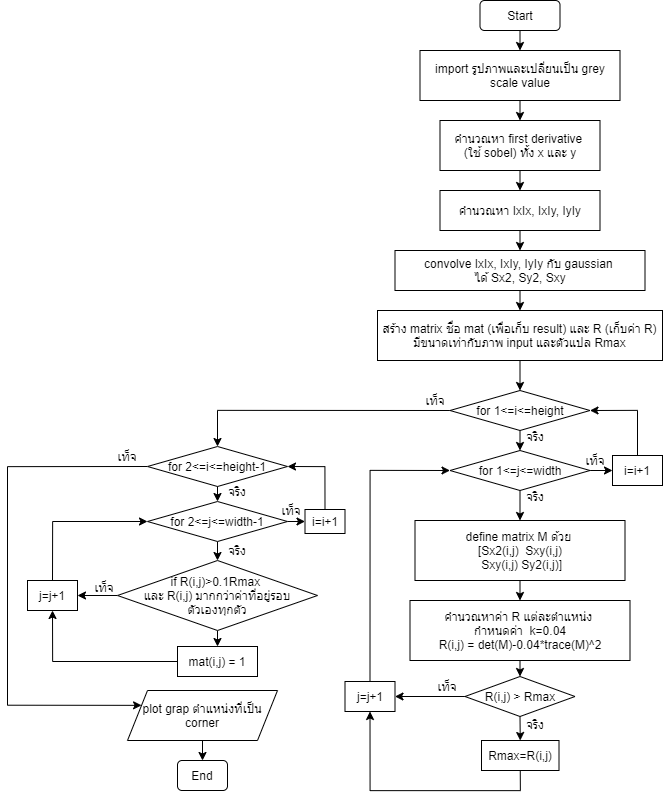 Start
import รูปภาพและเปลี่ยนเป็น grey
scale value
คำนวณหา first derivative
(ใช้ sobel) ทั้ง x และ y
คำนวณหา IxIx, IxIy, IyIy
convolve IxIx, IxIy, IyIy กับ gaussian
ได้ Sx2, Sy2, Sxy
สร้าง matrix ชื่อ mat (เพื่อเก็บ result) และ R (เก็บค่า R)
มีขนาดเท่ากับภาพ input และตัวแปล Rmax
for 1<=i<=height
เท็จ
จริง
for 1<=j<=width
เท็จ
i=i+1
จริง
define matrix M ด้วย
[Sx2(i,j) Sxy(i,j)
Sxy(i,j) Sy2(i,j)]
คำนวณหาค่า R แต่ละตำแหน่ง
กำหนดค่า k=0.04
R(i,j) = det(M)-0.04*trace(M)^2
R(i,j) > Rmax
เท็จ
j=j+1
จริง
Rmax=R(i,j)
for 2<=i<=height-1
เท็จ
จริง
for 2<=j<=width-1
เท็จ
i=i+1
จริง
if R(i,j)>0.1Rmax
และ R(i,j) มากกว่าค่าที่อยู่รอบ
ตัวเองทุกตัว
เท็จ
j=j+1
mat(i,j) = 1
plot grap ตำแหน่งที่เป็น
corner
End